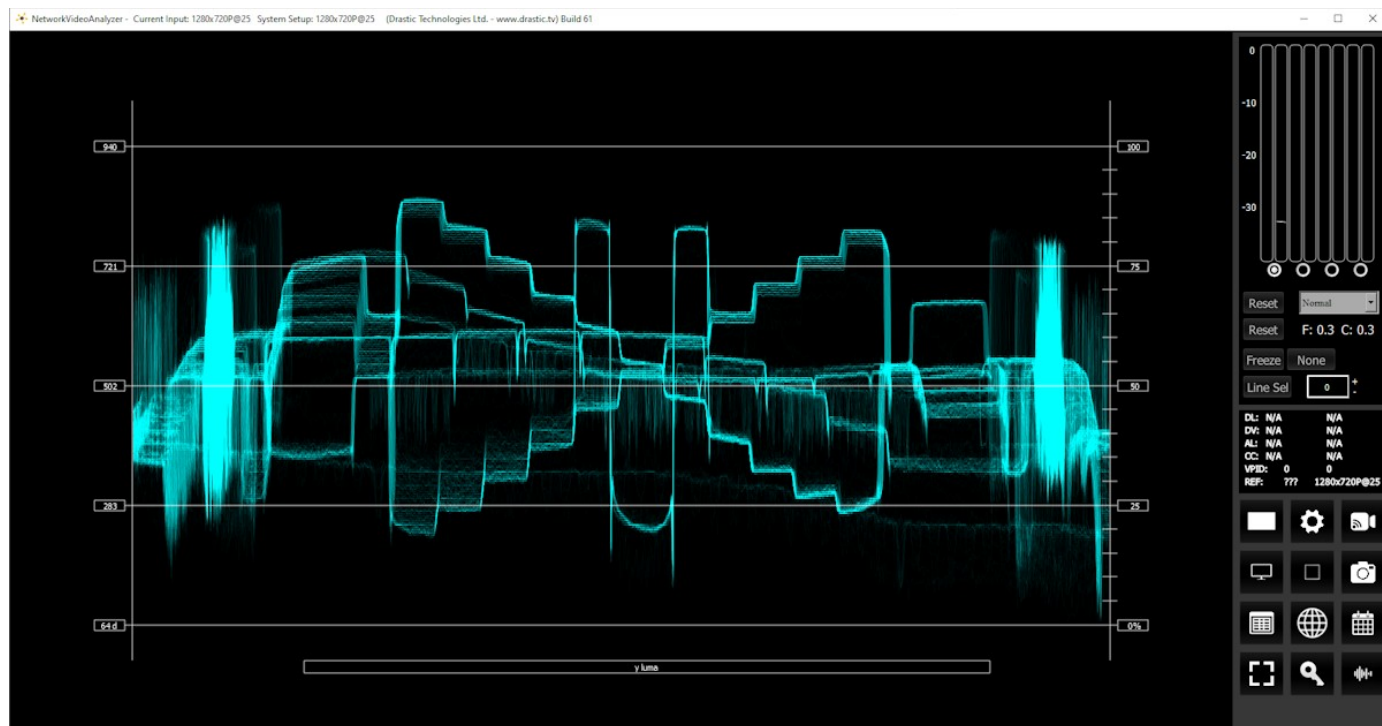 NetworkVideoAnalyzer - Current Input: 1280x720P@25 System Setup: 1280x720P@25 (Drastic Technologies Ltd. - www.drastic.tv) Build 61
940
721
502
283
64 d
100
75
50
25
0%
y luma
0
-10
-20
-30
Reset Normal
Reset F: 0.3 C: 0.3
Freeze None
Line Sel 0 + -
DL: N/A N/A
DV: N/A N/A
AL: N/A N/A
CC: N/A N/A
VPID: 0 0
REF: ??? 1280x720P@25